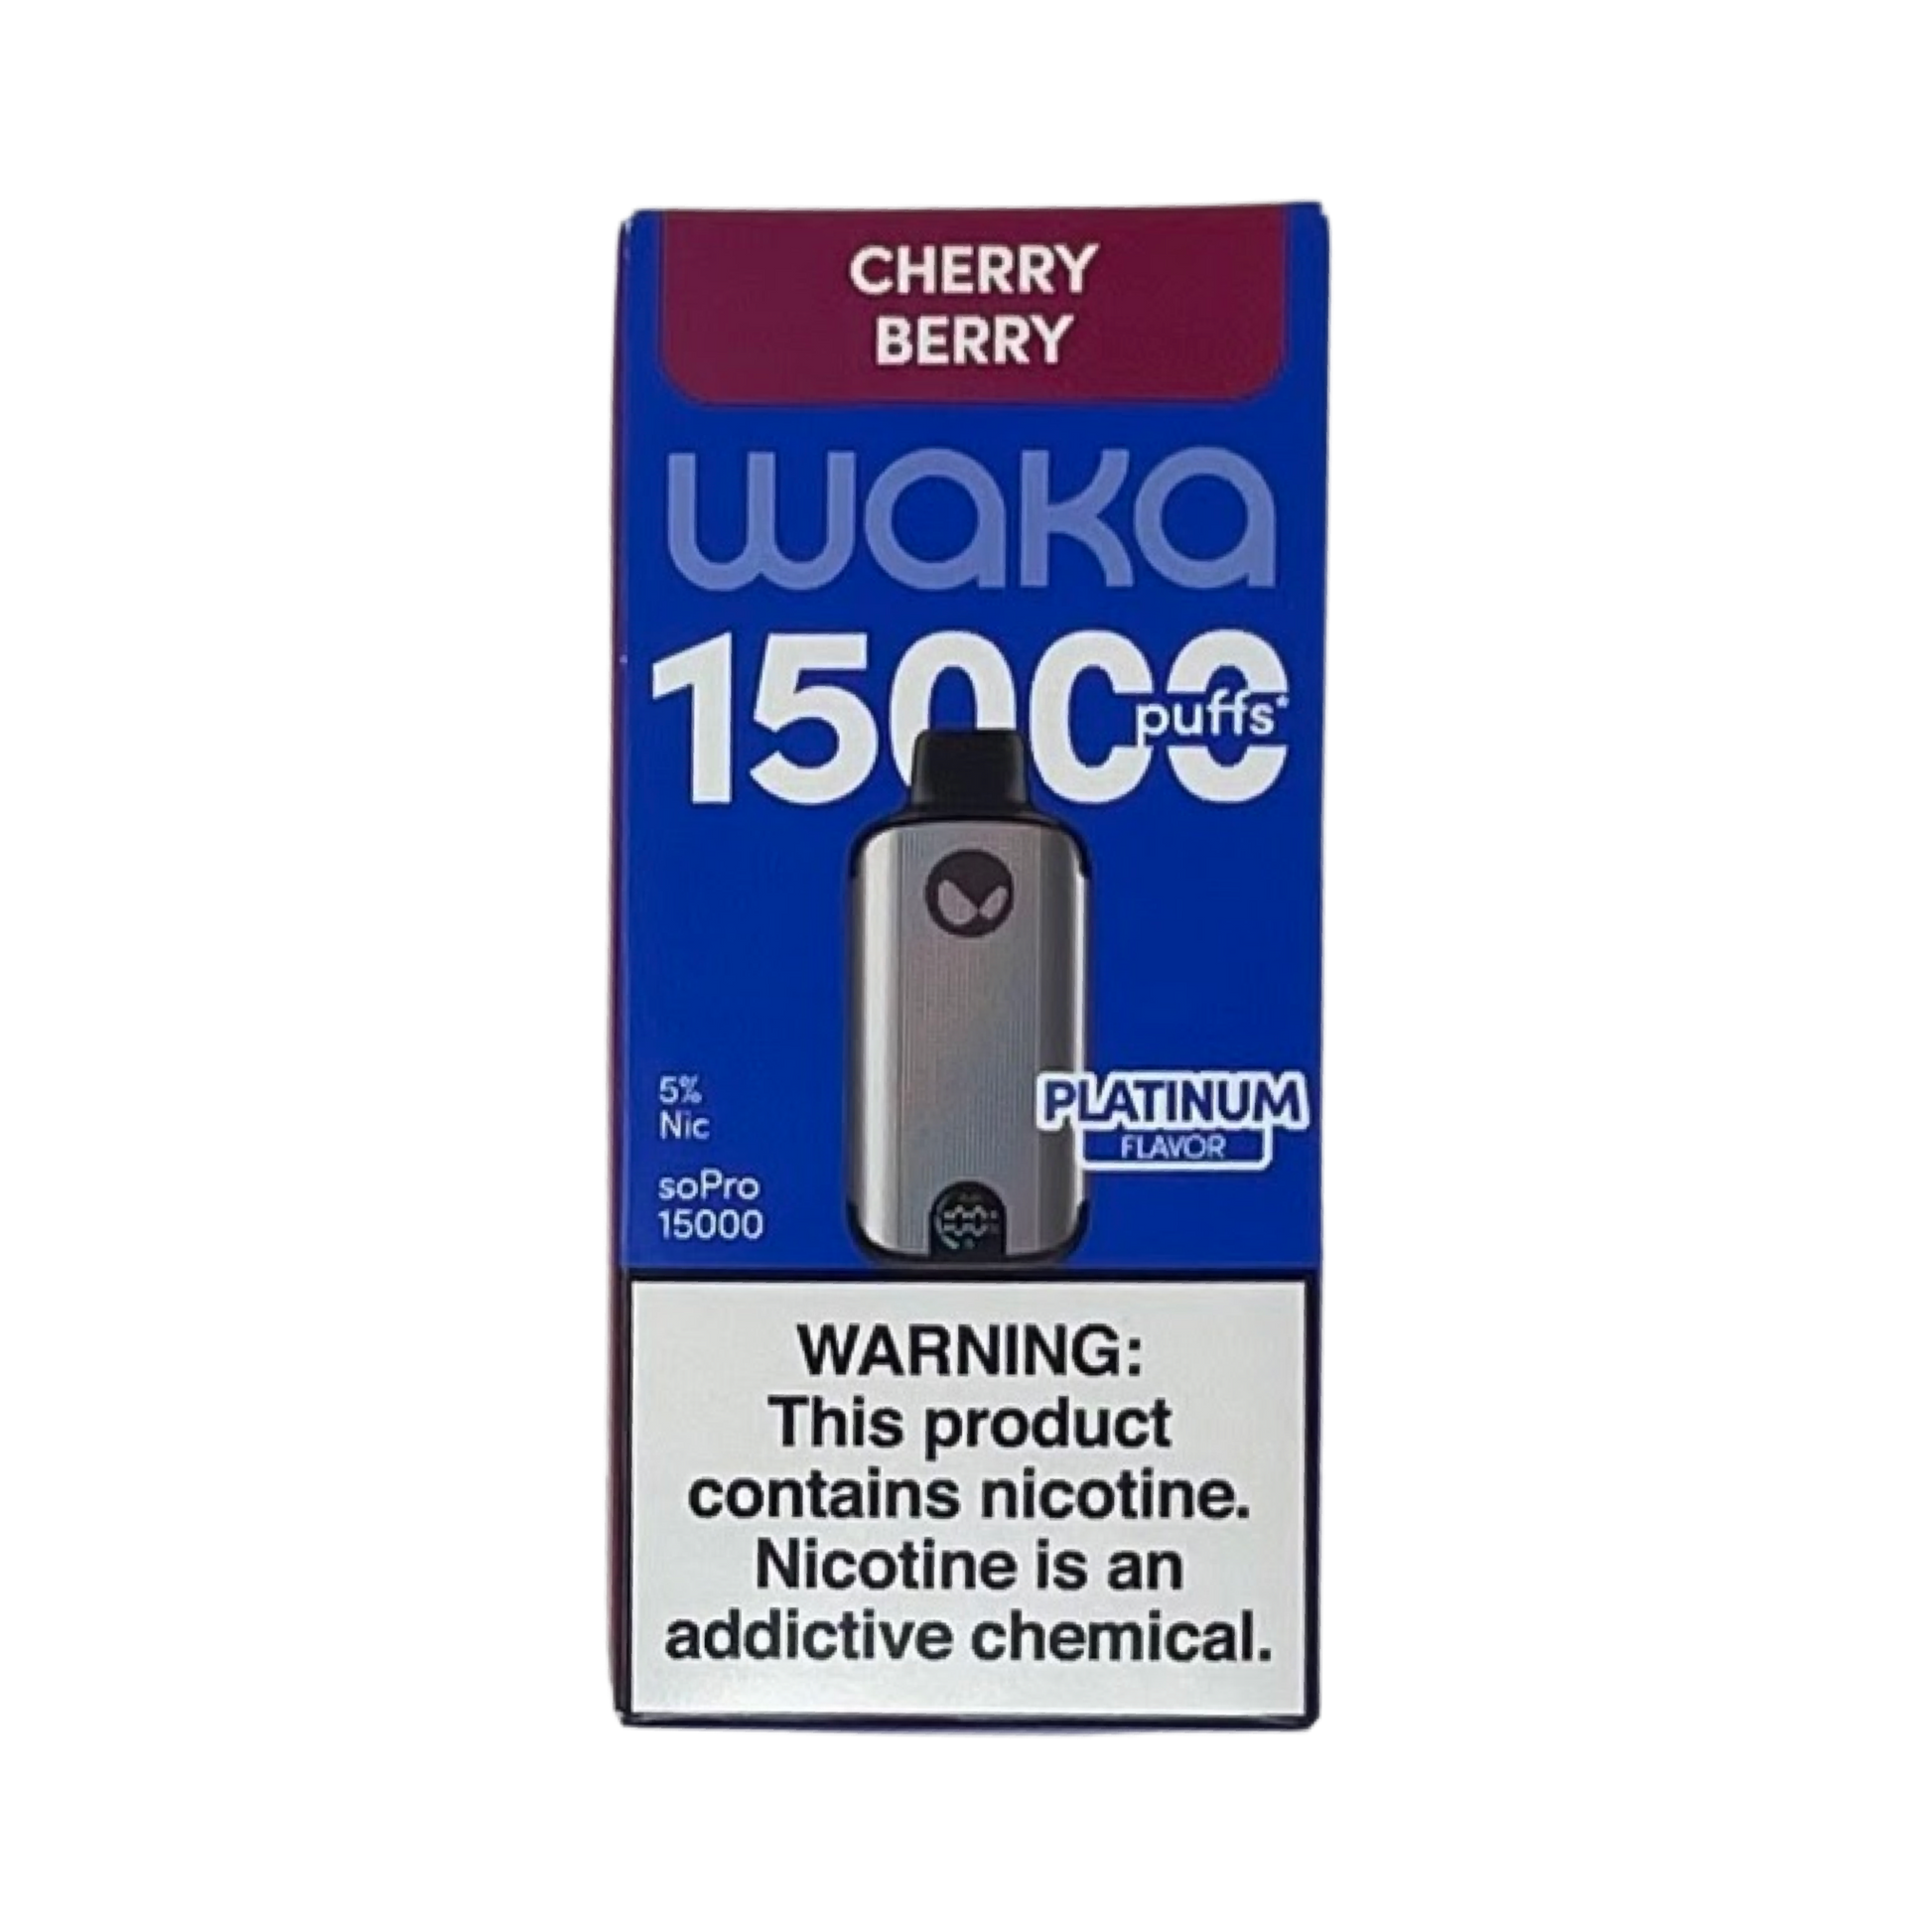 CHERRY
BERRY
waka
15000
puffs*
PLATINUM
FLAVOR
5%
Nic
soPro
15000
WARNING:
This product
contains nicotine.
Nicotine is an
addictive chemical.